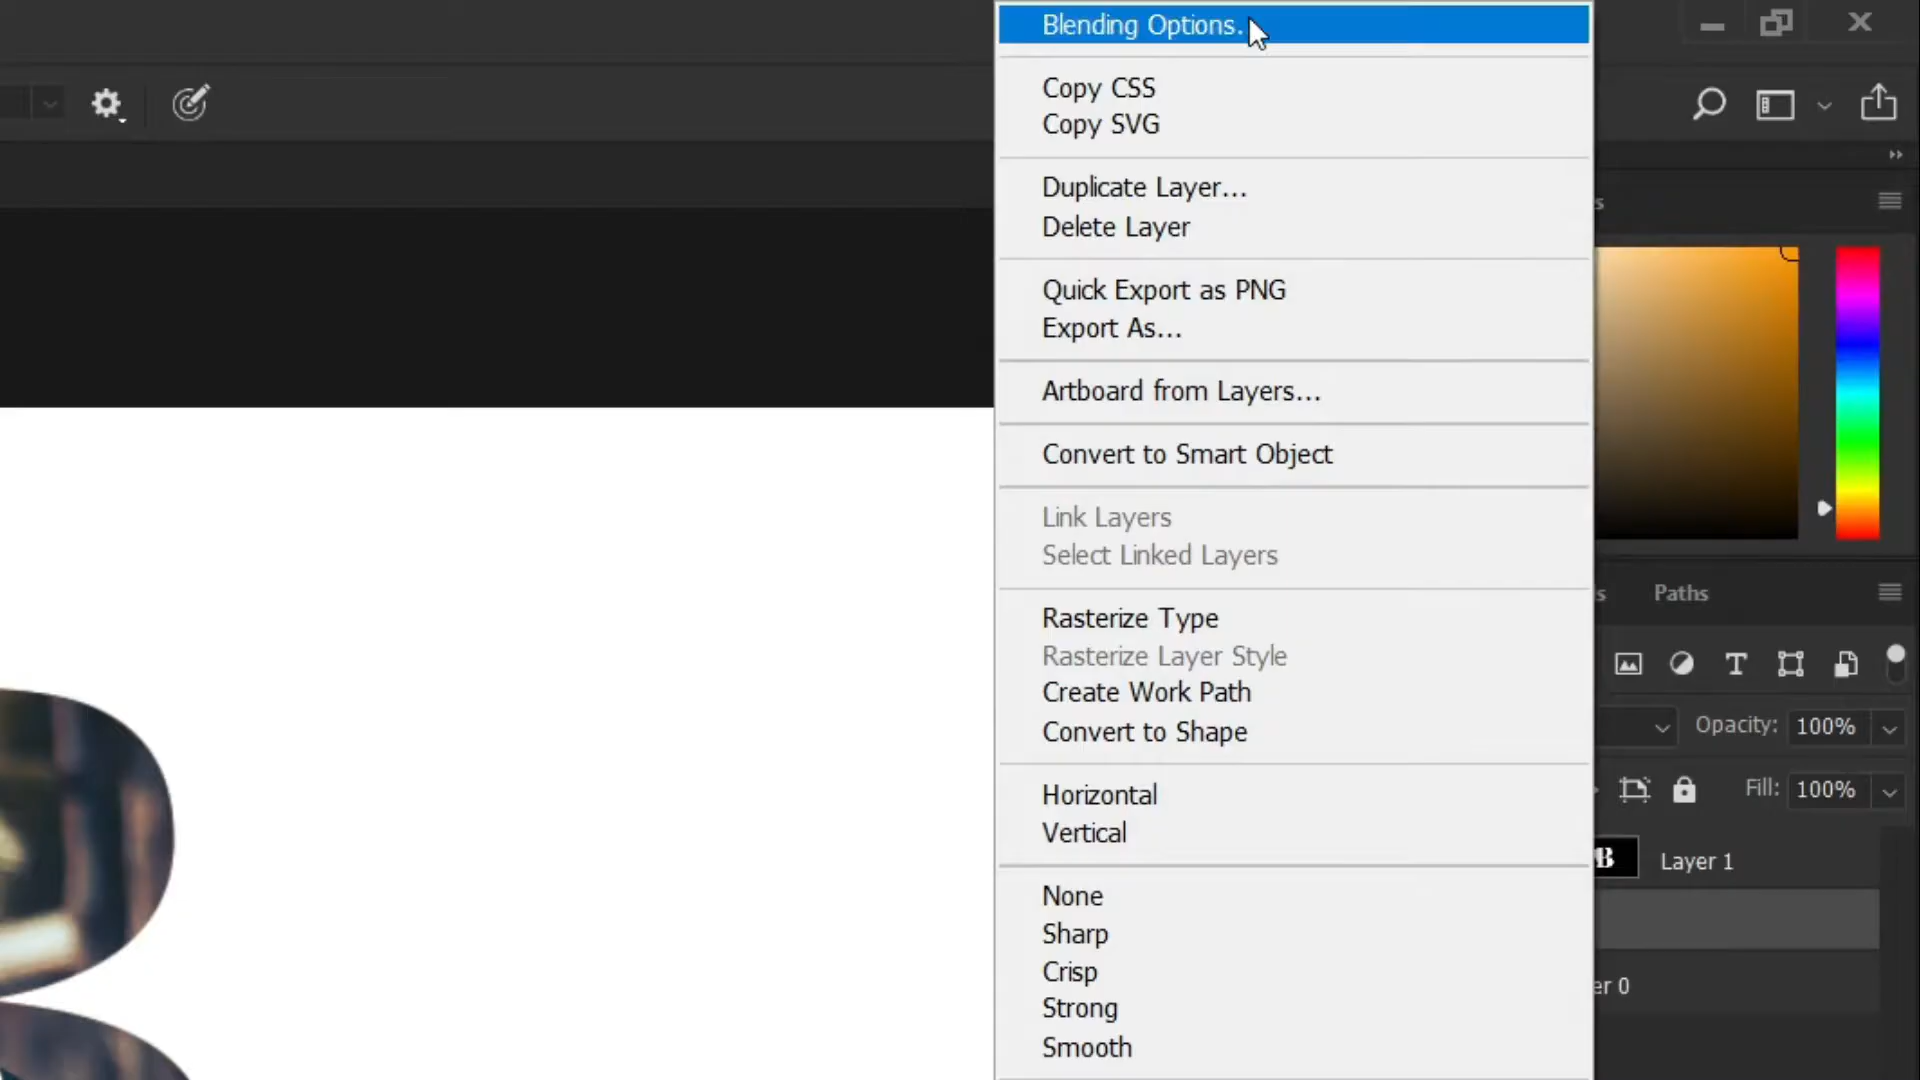 Blending Options.
Copy CSS
Copy SVG
Duplicate Layer...
Delete Layer
Quick Export as PNG
Export As...
Artboard from Layers...
Convert to Smart Object
Link Layers
Select Linked Layers
Rasterize Type
Rasterize Layer Style
Create Work Path
Convert to Shape
Horizontal
Vertical
None
Sharp
Crisp
Strong
Smooth
s
s Paths
Opacity: 100%
Fill: 100%
B Layer 1
er 0